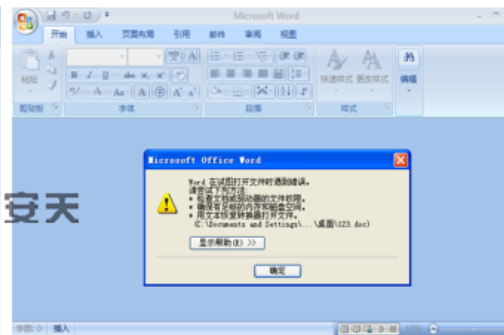 Microsoft Word
开始 插入 页面布局 引用 邮件 审阅 视图
粘贴
快速样式 更改样式
编辑
剪贴板 字体 段落 样式
Microsoft Office Word
Word 在试图打开文件时遇到错误。
请尝试下列方法:
* 检查文档或驱动器的文件权限。
* 确保有足够的内存和磁盘空间。
* 用文本恢复转换器打开文件。
(C:\Documents and Settings\...\桌面\123.doc)
显示帮助(E) >>
确定
安天
字数: 0 插入